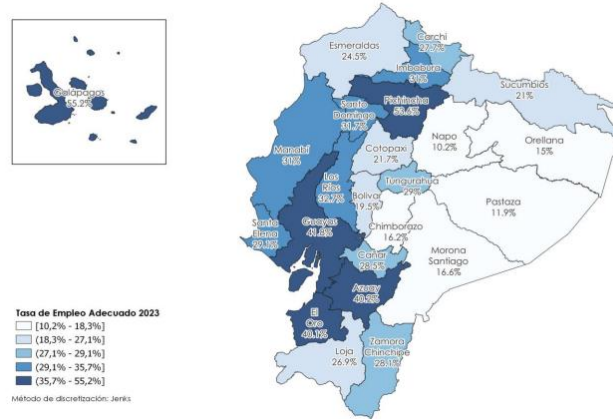 Galápagos
55.2%
Esmeraldas
24.5%
Carchi
27.7%
Imbabura
31%
Sucumbios
21%
Pichincha
53.6%
Santo
Domingo
31.7%
Manabí
31%
Cotopaxi
21.7%
Napo
10.2%
Orellana
15%
Los
Ríos
32.7%
Bolívar
19.5%
Tungurahua
29%
Pastaza
11.9%
Guayas
Chimborazo
16.2%
Santa
Elena
Morona
Santiago
16.6%
Cañar
28.5%
Azuay
40.2%
El
Oro
40.1%
Loja
26.9%
Zamora
Chinchipe
28.1%
Tasa de Empleo Adecuado 2023
[10,2% - 18,3%]
(18,3% - 27,1%]
(27,1% - 29,1%]
(29,1% - 35,7%]
(35,7% - 55,2%]
Método de discretización: Jenks